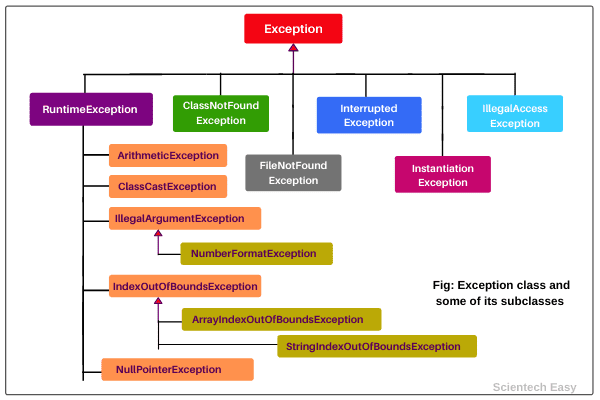 Exception
RuntimeException
ClassNotFound
Exception
Interrupted
Exception
IllegalAccess
Exception
FileNotFound
Exception
Instantiation
Exception
ArithmeticException
ClassCastException
IllegalArgumentException
NumberFormatException
IndexOutOfBoundsException
ArrayIndexOutOfBoundsException
StringIndexOutOfBoundsException
NullPointerException
Fig: Exception class and
some of its subclasses
Scientech Easy